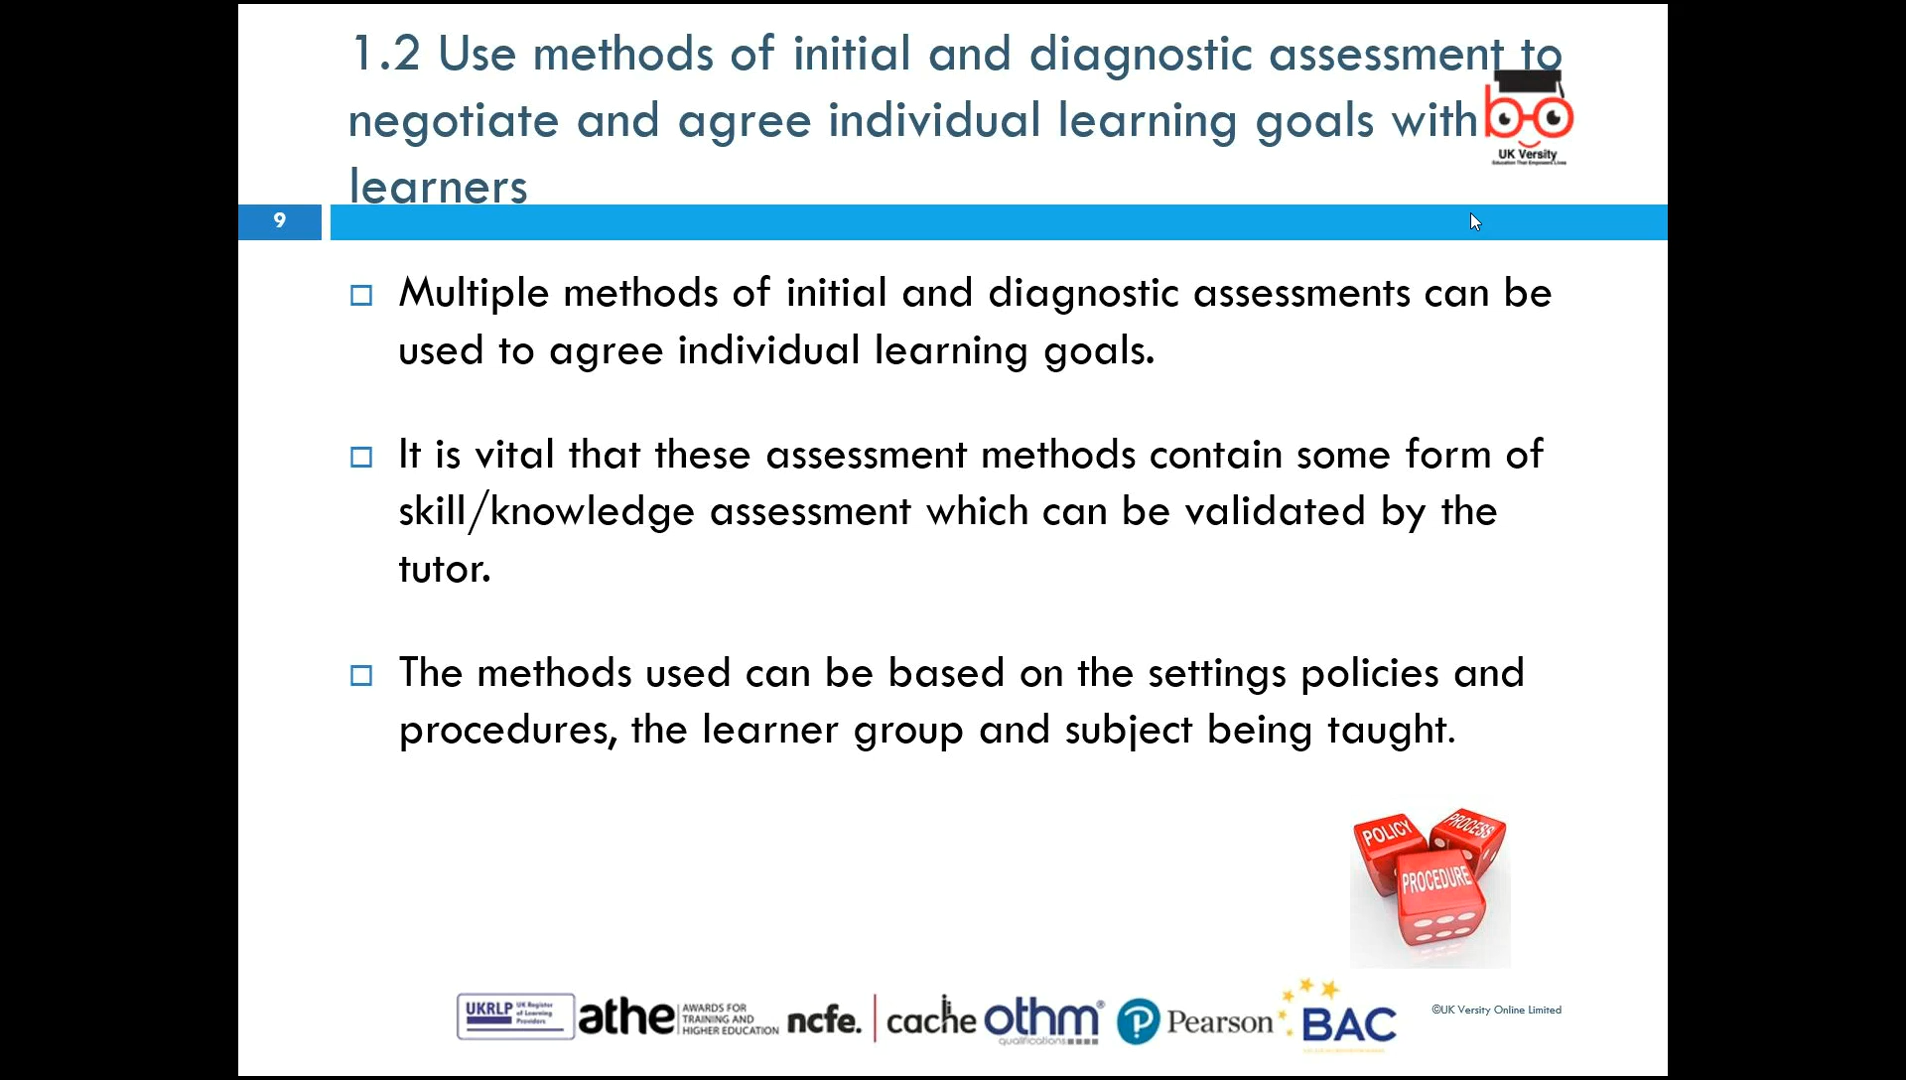 1.2 Use methods of initial and diagnostic assessment to
negotiate and agree individual learning goals with
learners
UK Versity
Education That Empowers Lives
9
Multiple methods of initial and diagnostic assessments can be
used to agree individual learning goals.
It is vital that these assessment methods contain some form of
skill/knowledge assessment which can be validated by the
tutor.
The methods used can be based on the settings policies and
procedures, the learner group and subject being taught.
POLICY
PROCESS
PROCEDURE
UKRLP
UK Register
of Learning
Providers
athe
AWARDS FOR
TRAINING AND
HIGHER EDUCATION
ncfe.
cache
othm®
qualifications
P
Pearson
BAC
©UK Versity Online Limited